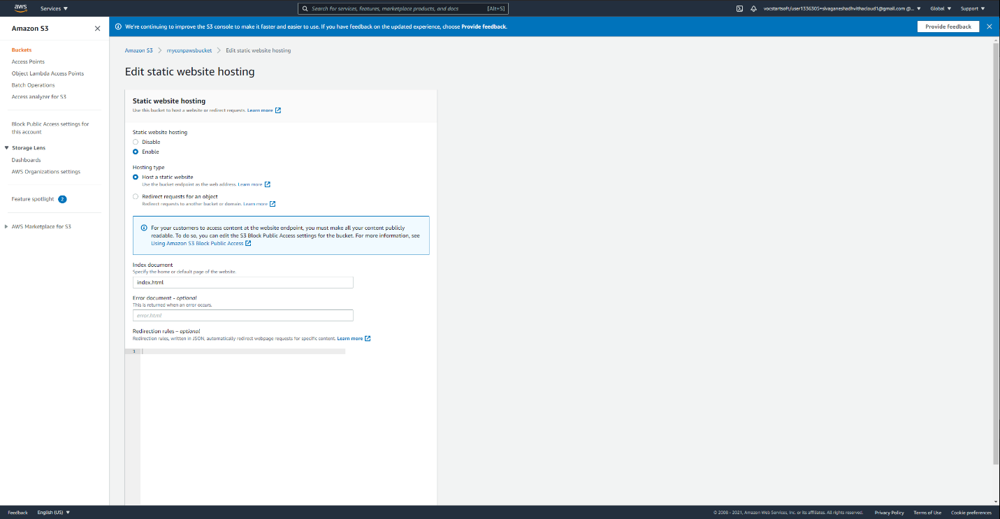 aws
Services ▼
Search for services, features, marketplace products, and docs [Alt+S]
vocstartsoft/user1336305=sivaganeshadhvithacloud1@gmail.com @... ▼
Global ▼
Support ▼
Amazon S3
We're continuing to improve the S3 console to make it faster and easier to use. If you have feedback on the updated experience, choose Provide feedback.
Provide feedback
Buckets
Access Points
Object Lambda Access Points
Batch Operations
Access analyzer for S3
Block Public Access settings for
this account
Storage Lens
Dashboards
AWS Organizations settings
Feature spotlight 2
AWS Marketplace for S3
Amazon S3 > myccnpawsbucket > Edit static website hosting
Edit static website hosting
Static website hosting
Use this bucket to host a website or redirect requests. Learn more
Static website hosting
Disable
Enable
Hosting type
Host a static website
Use the bucket endpoint as the web address. Learn more
Redirect requests for an object
Redirect requests to another bucket or domain. Learn more
For your customers to access content at the website endpoint, you must make all your content publicly
readable. To do so, you can edit the S3 Block Public Access settings for the bucket. For more information, see
Using Amazon S3 Block Public Access
Index document
Specify the home or default page of the website.
index.html
Error document - optional
This is returned when an error occurs.
error.html
Redirection rules – optional
Redirection rules, written in JSON, automatically redirect webpage requests for specific content. Learn more
1
Feedback
English (US) ▼
© 2008 - 2021, Amazon Web Services, Inc. or its affiliates. All rights reserved.
Privacy Policy
Terms of Use
Cookie preferences